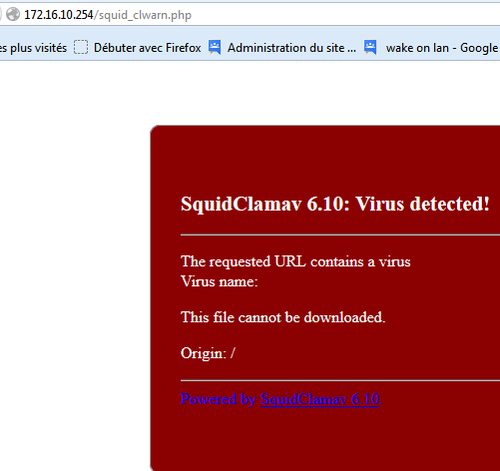 172.16.10.254/squid_clwarn.php
es plus visités Débuter avec Firefox Administration du site ... wake on lan - Google
SquidClamav 6.10: Virus detected!
The requested URL contains a virus
Virus name:
This file cannot be downloaded.
Origin: /
Powered by SquidClamav 6.10